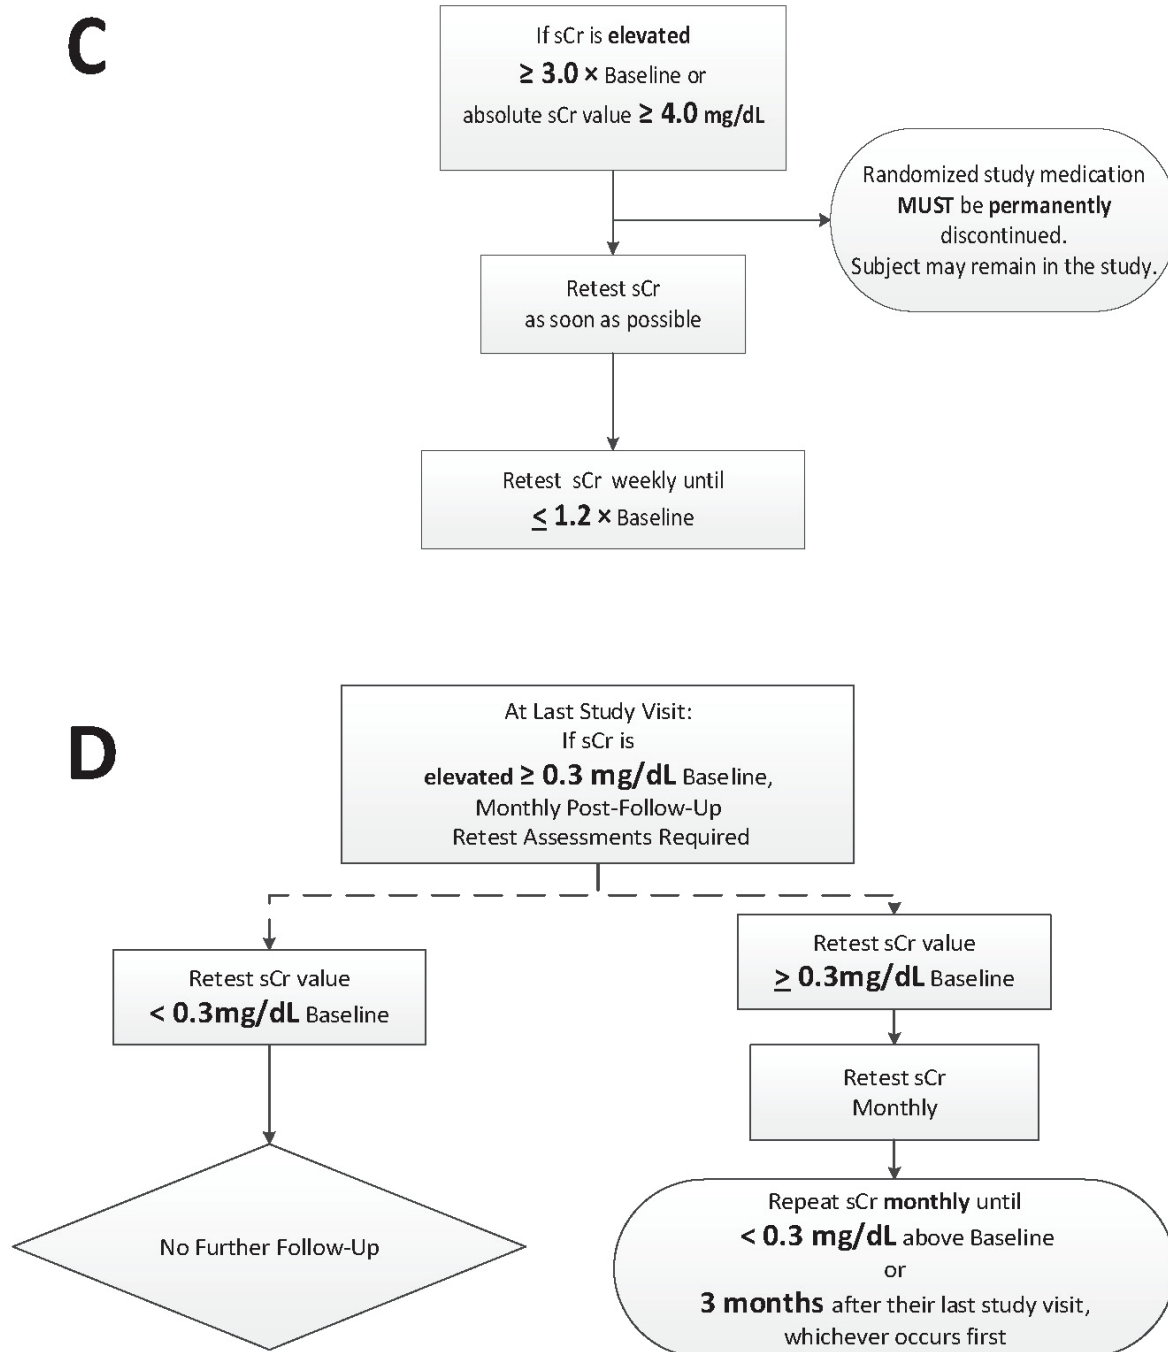 C
If sCr is elevated
≥ 3.0 × Baseline or
absolute sCr value ≥ 4.0 mg/dL
Randomized study medication
MUST be permanently
discontinued.
Subject may remain in the study.
Retest sCr
as soon as possible
Retest sCr weekly until
≤ 1.2 × Baseline
D
At Last Study Visit:
If sCr is
elevated ≥ 0.3 mg/dL Baseline,
Monthly Post-Follow-Up
Retest Assessments Required
Retest sCr value
< 0.3mg/dL Baseline
Retest sCr value
≥ 0.3mg/dL Baseline
Retest sCr
Monthly
No Further Follow-Up
Repeat sCr monthly until
< 0.3 mg/dL above Baseline
or
3 months after their last study visit,
whichever occurs first